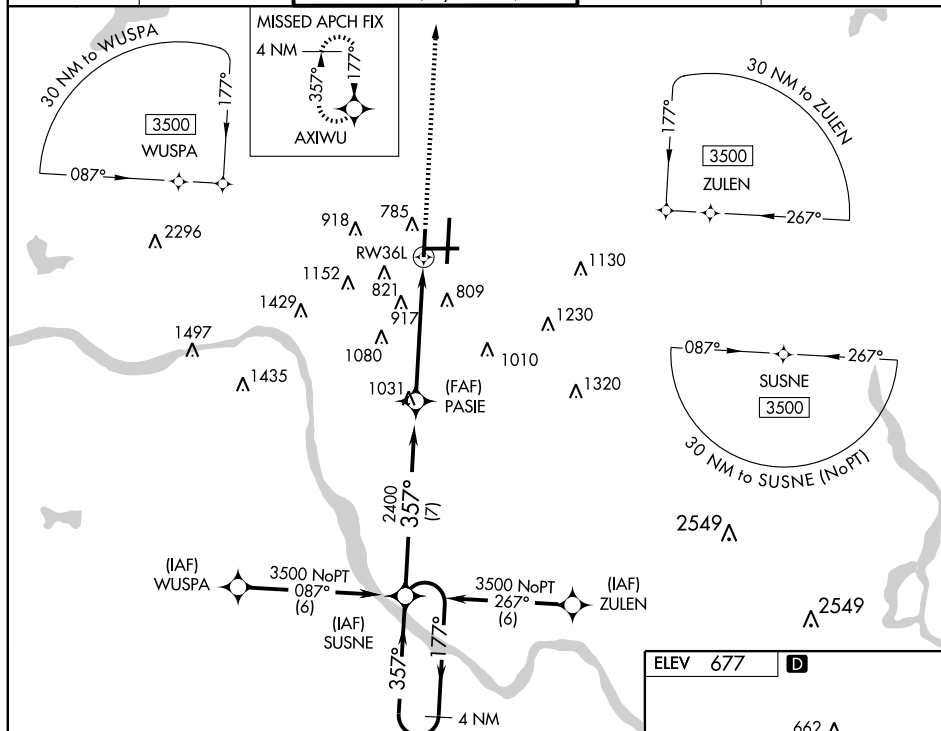 MISSED APCH FIX
4 NM
357°
177°
AXIWU
30 NM to WUSPA
177°
3500
WUSPA
087°
30 NM to ZULEN
177°
3500
ZULEN
267°
2296
918
785
RW36L
1152
821
917
809
1130
1429
1230
1497
1080
1010
1435
1031
(FAF)
PASIE
1320
087°
267°
SUSNE
3500
30 NM to SUSNE (NoPT)
2400
357°
(7)
2549
(IAF)
WUSPA
3500 NoPT
087°
(6)
(IAF)
SUSNE
3500 NoPT
267°
(6)
(IAF)
ZULEN
2549
357°
177°
4 NM
ELEV 677
D
662